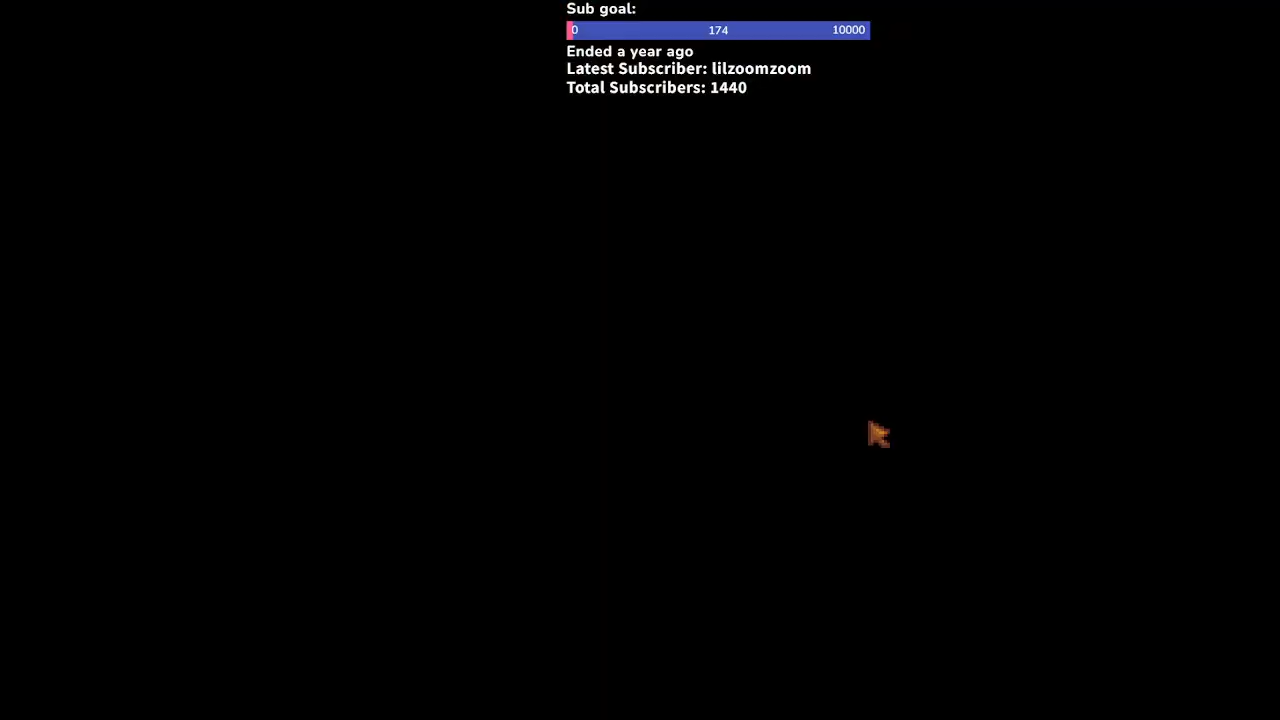 Sub goal:
0 174 10000
Ended a year ago
Latest Subscriber: lilzoomzoom
Total Subscribers: 1440